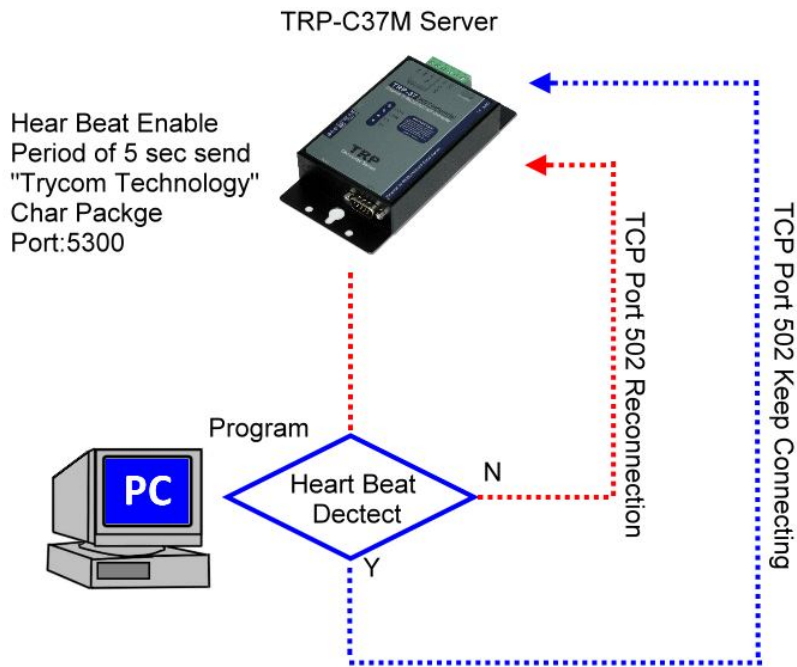 TRP-C37M Server
Hear Beat Enable
Period of 5 sec send
"Trycom Technology"
Char Packge
Port:5300
TRP
TCP Port 502 Reconnection
TCP Port 502 Keep Connecting
Program
PC
Heart Beat
Dectect
N
Y